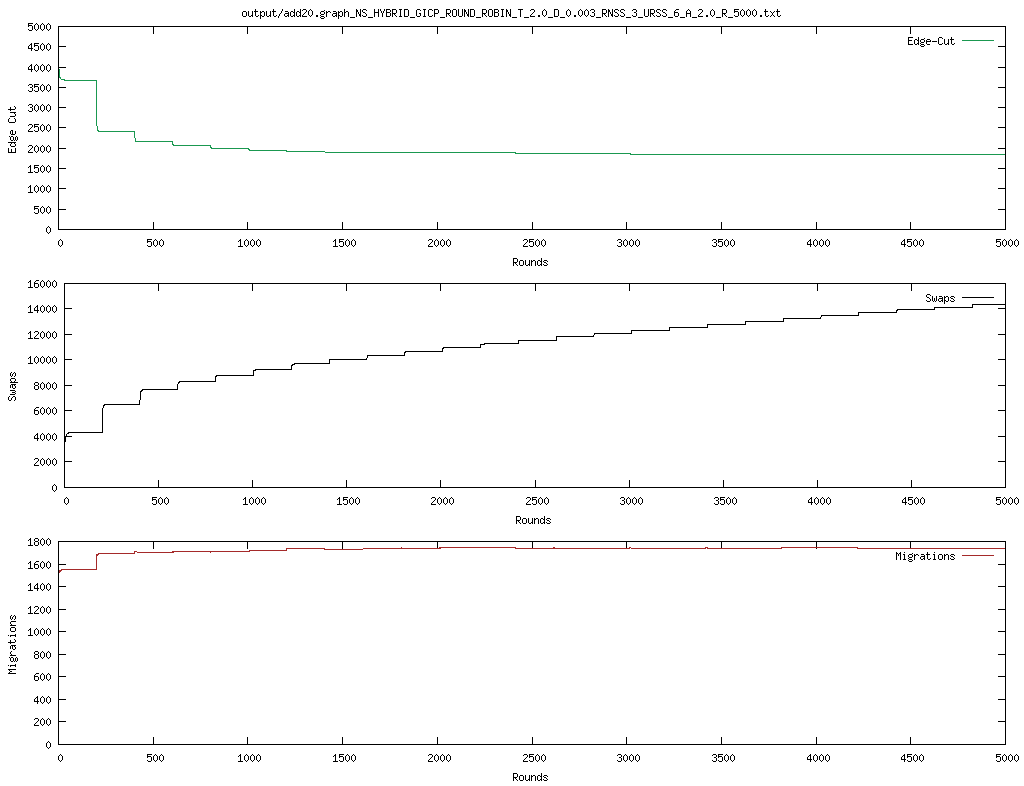 output/add20.graph_NS_HYBRID_GICP_ROUND_ROBIN_T_2.0_D_0.003_RNSS_3_URSS_6_A_2.0_R_5000.txt
5000
4500
4000
3500
3000
2500
2000
1500
1000
500
0
Edge Cut
Edge-Cut
0 500 1000 1500 2000 2500 3000 3500 4000 4500 5000
Rounds
16000
14000
12000
10000
8000
6000
4000
2000
0
Swaps
Swaps
0 500 1000 1500 2000 2500 3000 3500 4000 4500 5000
Rounds
1800
1600
1400
1200
1000
800
600
400
200
0
Migrations
Migrations
0 500 1000 1500 2000 2500 3000 3500 4000 4500 5000
Rounds